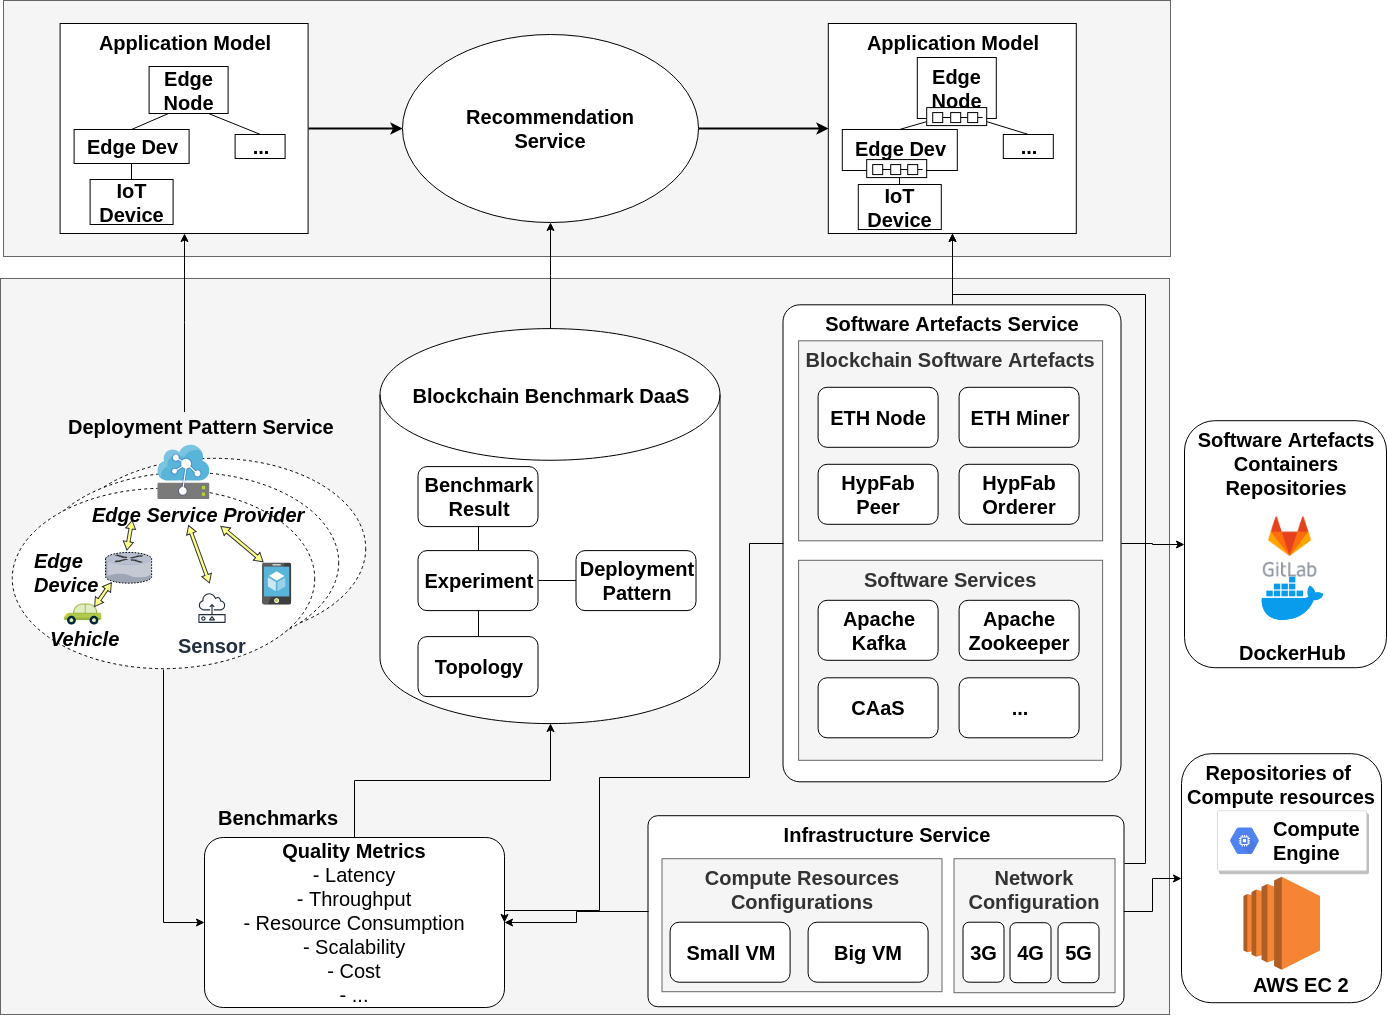 Application Model
Edge
Node
Edge Dev
...
IoT
Device
Recommendation
Service
Application Model
Edge
Node
Edge Dev
...
IoT
Device
Deployment Pattern Service
Edge Service Provider
Edge
Device
Vehicle
Sensor
Blockchain Benchmark DaaS
Benchmark
Result
Experiment
Deployment
Pattern
Topology
Software Artefacts Service
Blockchain Software Artefacts
ETH Node
ETH Miner
HypFab
Peer
HypFab
Orderer
Software Services
Apache
Kafka
Apache
Zookeeper
CAaS
...
Software Artefacts
Containers
Repositories
GitLab
DockerHub
Benchmarks
Quality Metrics
- Latency
- Throughput
- Resource Consumption
- Scalability
- Cost
- ...
Infrastructure Service
Compute Resources
Configurations
Small VM
Big VM
Network
Configuration
3G
4G
5G
Repositories of
Compute resources
Compute
Engine
AWS EC 2